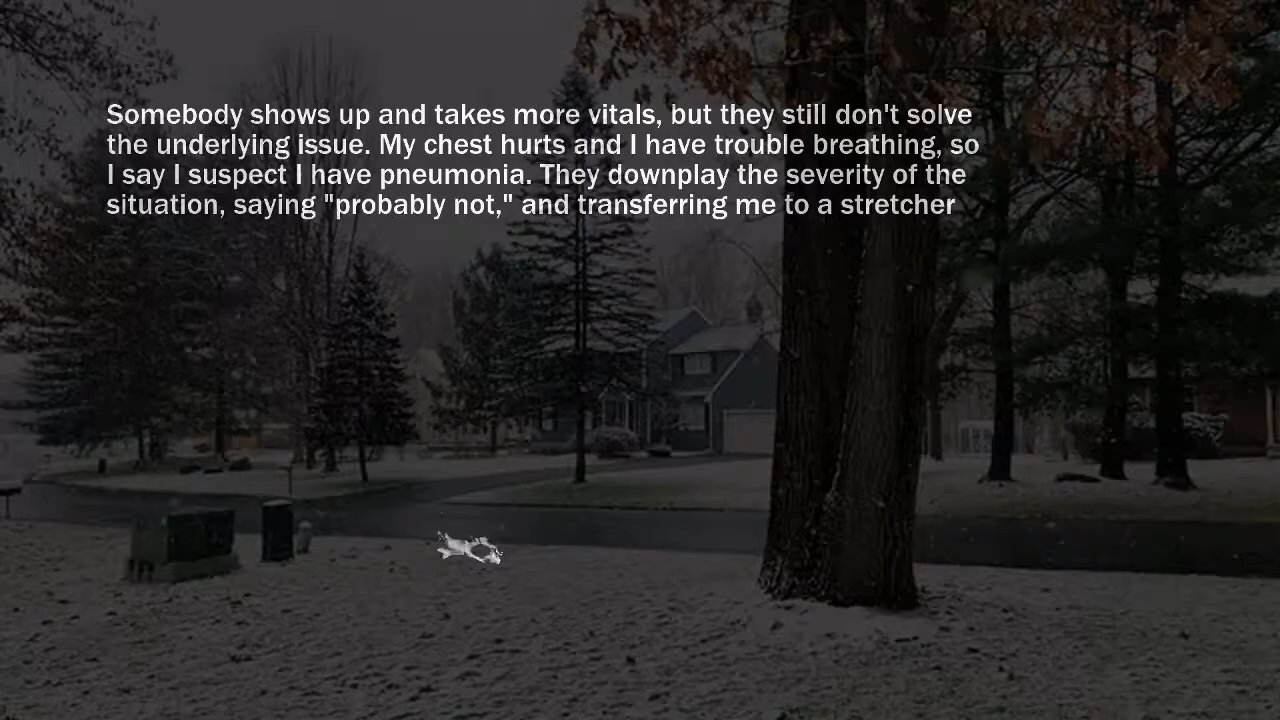 Somebody shows up and takes more vitals, but they still don't solve
the underlying issue. My chest hurts and I have trouble breathing, so
I say I suspect I have pneumonia. They downplay the severity of the
situation, saying "probably not," and transferring me to a stretcher